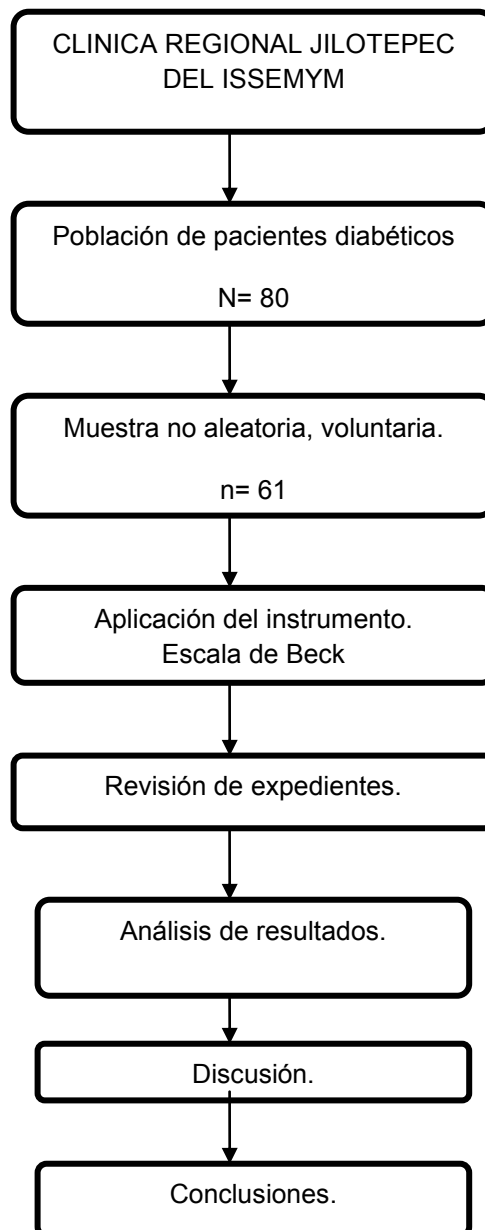 CLINICA REGIONAL JILOTEPEC
DEL ISSEMYM
Población de pacientes diabéticos
N= 80
Muestra no aleatoria, voluntaria.
n= 61
Aplicación del instrumento.
Escala de Beck
Revisión de expedientes.
Análisis de resultados.
Discusión.
Conclusiones.